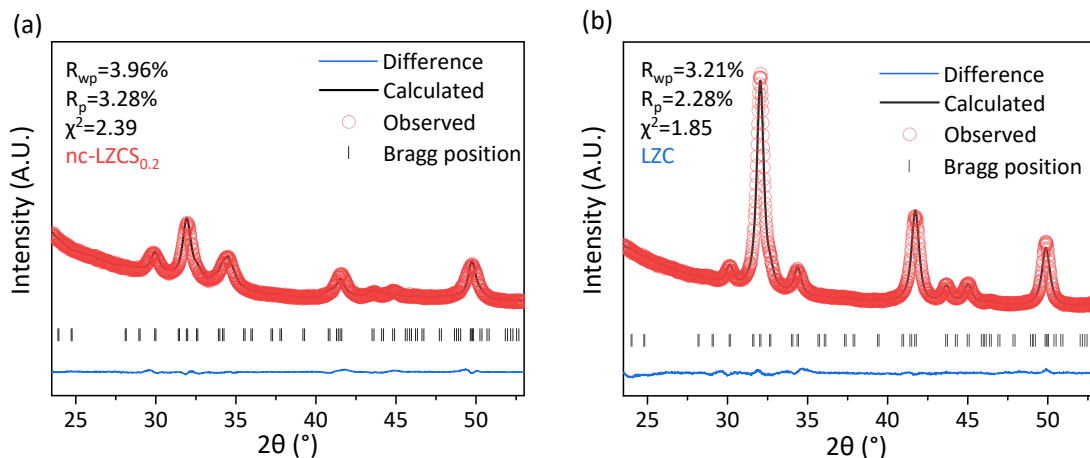 (a)
R_wp=3.96%
R_p=3.28%
χ²=2.39
nc-LZCS_0.2
Difference
Calculated
Observed
Bragg position
Intensity (A.U.)
25 30 35 40 45 50
2θ (°)
(b)
R_wp=3.21%
R_p=2.28%
χ²=1.85
LZC
Difference
Calculated
Observed
Bragg position
Intensity (A.U.)
25 30 35 40 45 50
2θ (°)